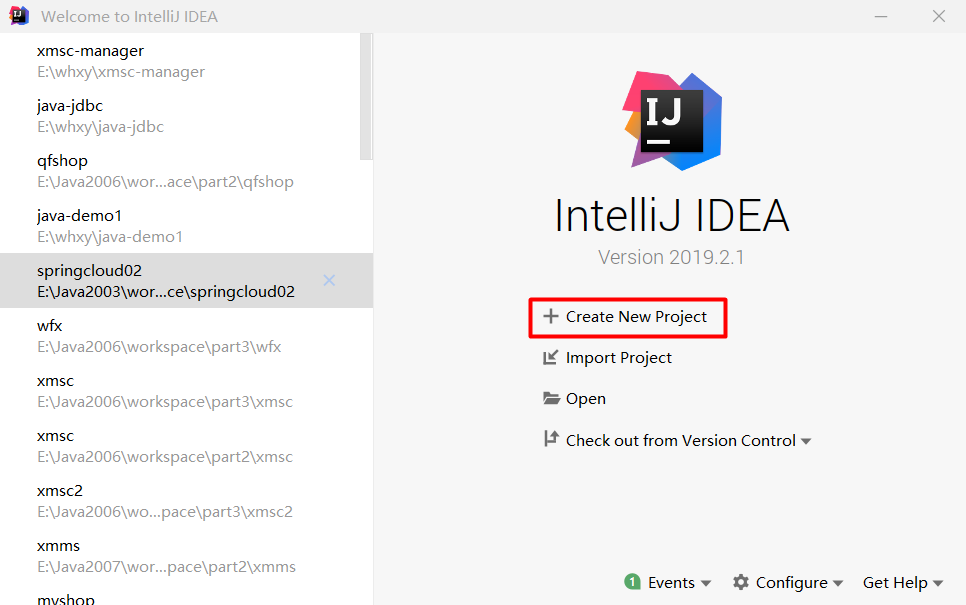 Welcome to IntelliJ IDEA
xmsc-manager
E:\whxy\xmsc-manager
java-jdbc
E:\whxy\java-jdbc
qfshop
E:\Java2006\wor...ace\part2\qfshop
java-demo1
E:\whxy\java-demo1
springcloud02
E:\Java2003\wor...ce\springcloud02
wfx
E:\Java2006\workspace\part3\wfx
xmsc
E:\Java2006\workspace\part3\xmsc
xmsc
E:\Java2006\workspace\part2\xmsc
xmsc2
E:\Java2006\wo...pace\part3\xmsc2
xmms
E:\Java2007\wor...pace\part2\xmms
myshop
IJ
IntelliJ IDEA
Version 2019.2.1
Create New Project
Import Project
Open
Check out from Version Control
1 Events Configure Get Help